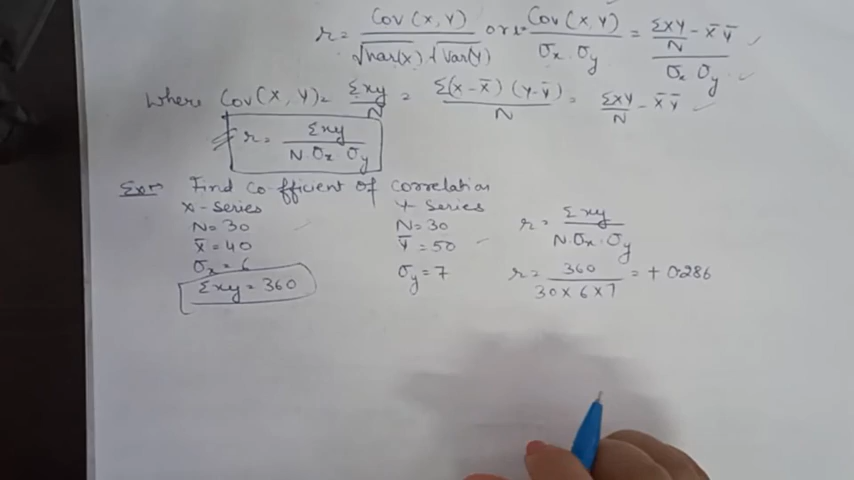 r = Cov(X, Y) / √Var(X) √Var(Y) or r = Cov(X, Y) / σx · σy = ΣXY/N - X̄ Ȳ / σx σy
Where Cov(X, Y) = Σxy/N = Σ(x-X̄) (y-Ȳ) / N = ΣXY/N - X̄ Ȳ
r = Σxy / N·σx σy
Find Co-fficient of correlation
X-Series Y Series
N=30 N=30 r = Σxy / N·σx·σy
X̄=40 Ȳ=50
σx=6 σy=7 r = 360 / 30×6×7 = +0.286
Σxy=360